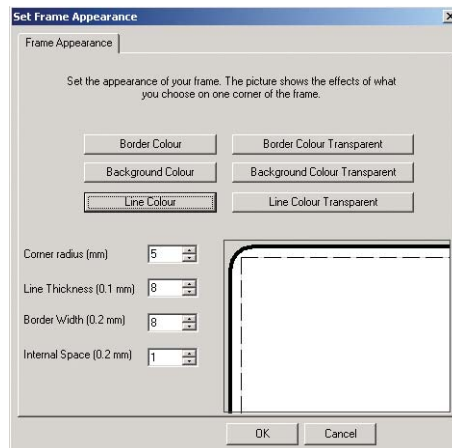 Set Frame Appearance
Frame Appearance
Set the appearance of your frame. The picture shows the effects of what
you choose on one corner of the frame.
Border Colour
Border Colour Transparent
Background Colour
Background Colour Transparent
Line Colour
Line Colour Transparent
Corner radius (mm)
5
Line Thickness (0.1 mm)
8
Border Width (0.2 mm)
8
Internal Space (0.2 mm)
1
OK
Cancel